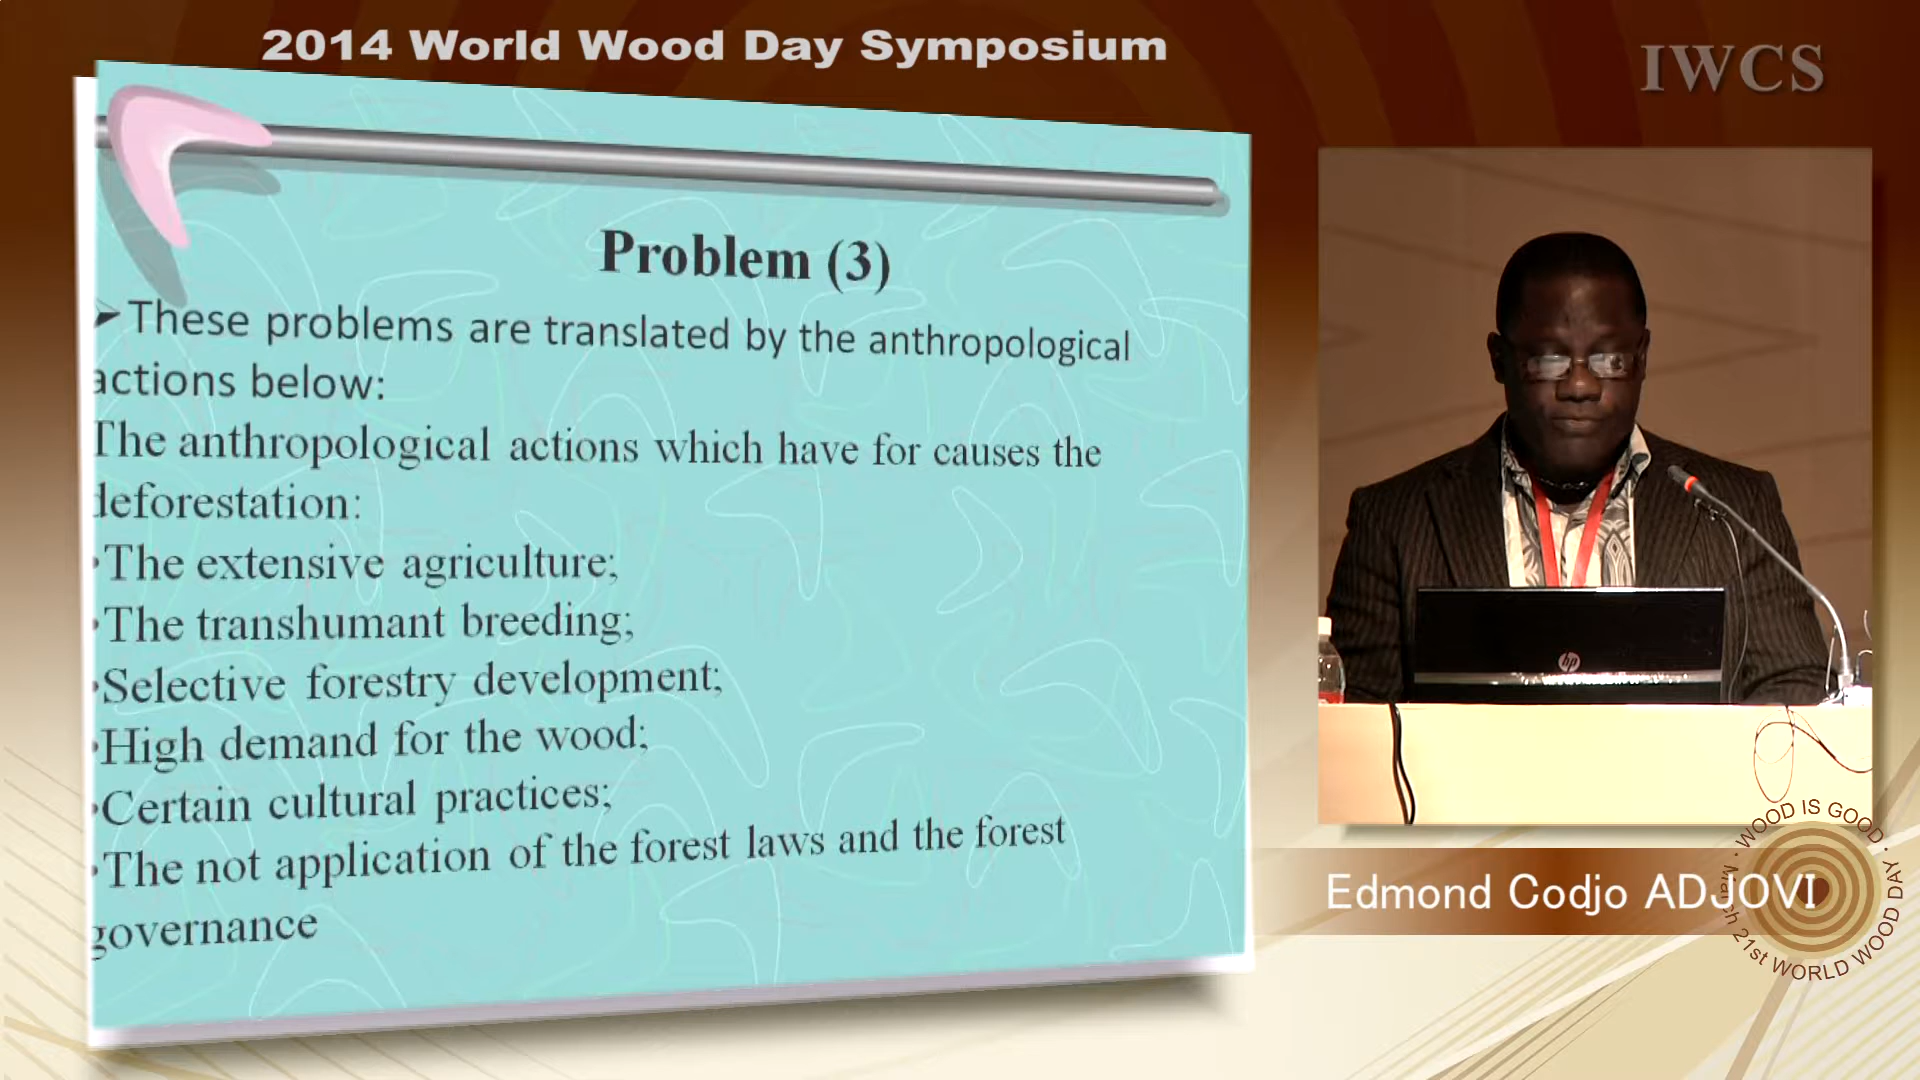 2014 World Wood Day Symposium
IWCS
Problem (3)
➢These problems are translated by the anthropological
actions below:
The anthropological actions which have for causes the
deforestation:
•The extensive agriculture;
•The transhumant breeding;
•Selective forestry development;
•High demand for the wood;
•Certain cultural practices;
•The not application of the forest laws and the forest
governance
hp
Edmond Codjo ADJOVI
· WOOD IS GOOD ·
March 21st WORLD WOOD DAY